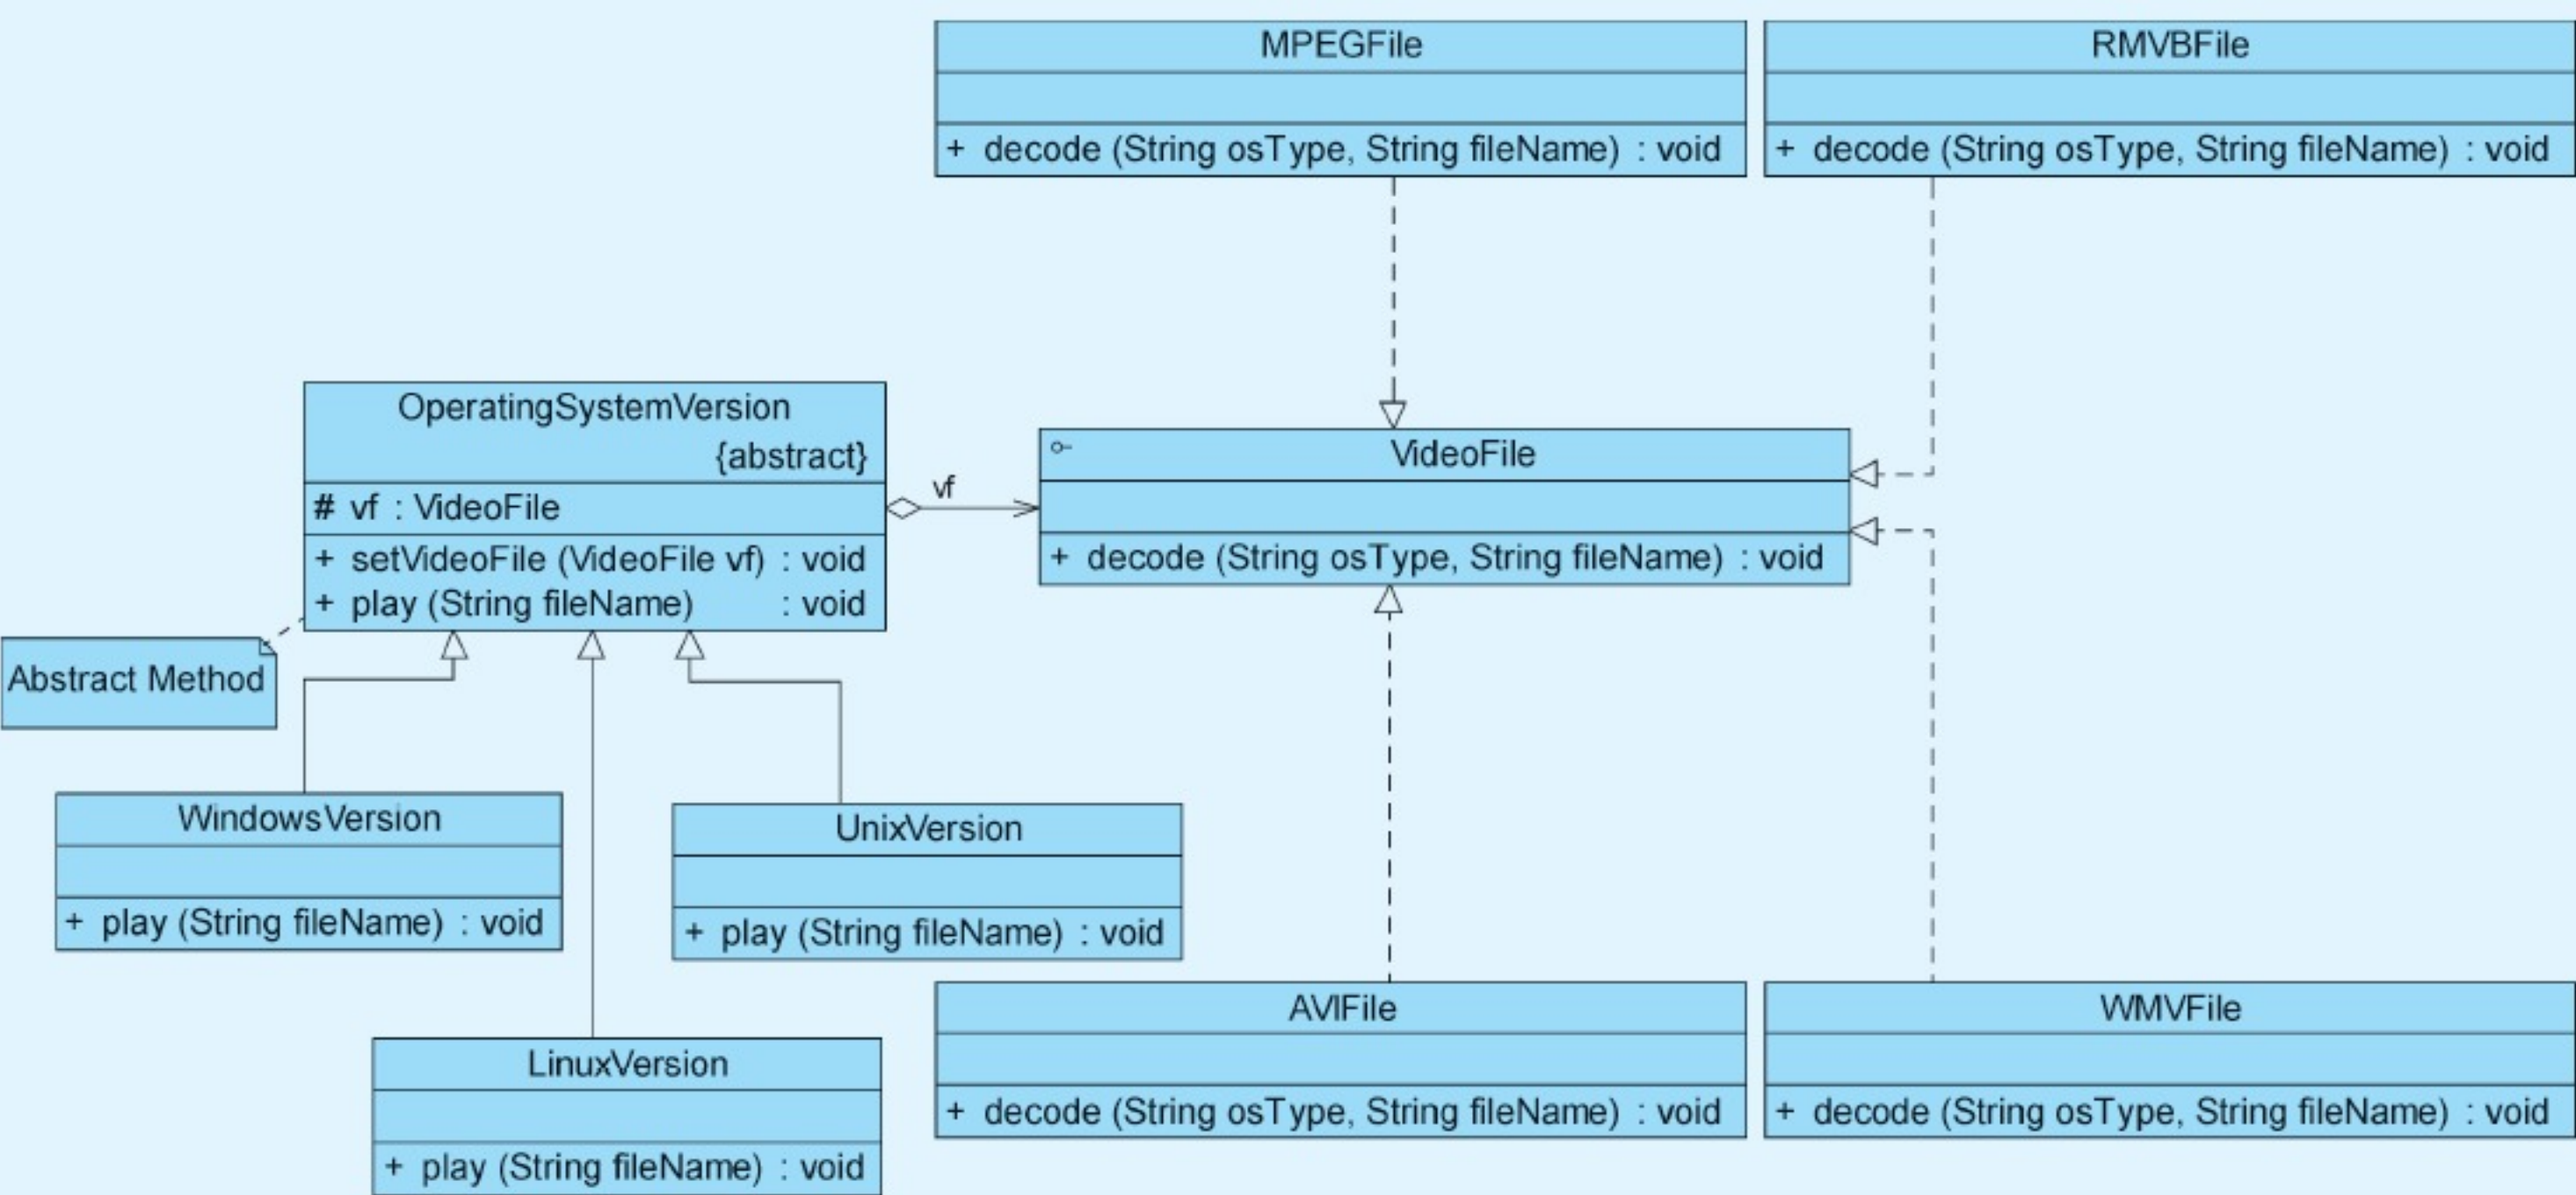 MPEGFile
+ decode (String osType, String fileName) : void
RMVBFile
+ decode (String osType, String fileName) : void
OperatingSystemVersion
{abstract}
# vf : VideoFile
+ setVideoFile (VideoFile vf) : void
+ play (String fileName) : void
vf
VideoFile
+ decode (String osType, String fileName) : void
Abstract Method
WindowsVersion
+ play (String fileName) : void
UnixVersion
+ play (String fileName) : void
LinuxVersion
+ play (String fileName) : void
AVIFile
+ decode (String osType, String fileName) : void
WMVFile
+ decode (String osType, String fileName) : void